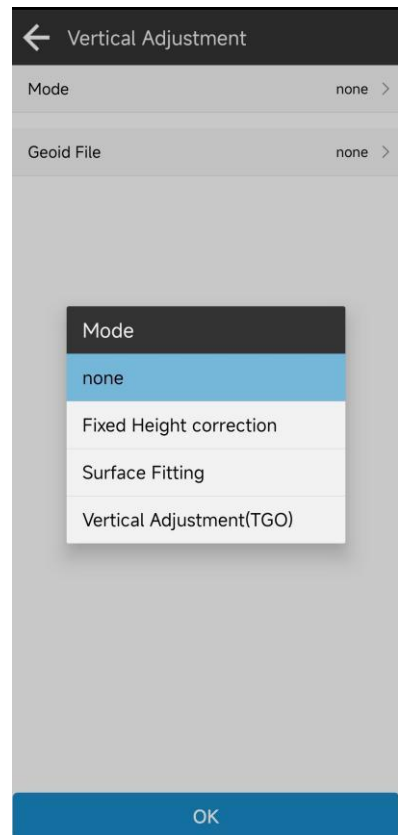 Vertical Adjustment
Mode none
Geoid File none
Mode
none
Fixed Height correction
Surface Fitting
Vertical Adjustment(TGO)
OK